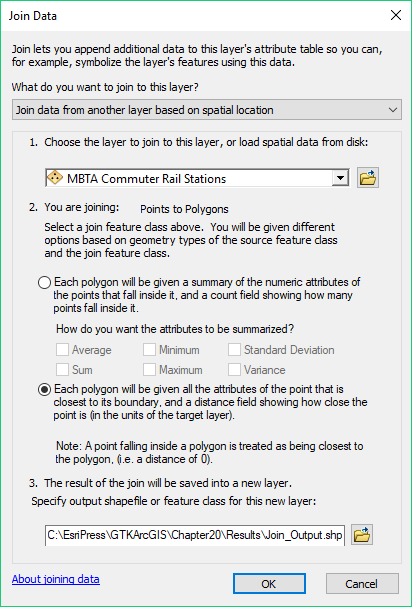 Join Data
Join lets you append additional data to this layer's attribute table so you can,
for example, symbolize the layer's features using this data.
What do you want to join to this layer?
Join data from another layer based on spatial location
1. Choose the layer to join to this layer, or load spatial data from disk:
MBTA Commuter Rail Stations
2. You are joining: Points to Polygons
Select a join feature class above. You will be given different
options based on geometry types of the source feature class
and the join feature class.
Each polygon will be given a summary of the numeric attributes of
the points that fall inside it, and a count field showing how many
points fall inside it.
How do you want the attributes to be summarized?
Average Minimum Standard Deviation
Sum Maximum Variance
Each polygon will be given all the attributes of the point that is
closest to its boundary, and a distance field showing how close the
point is (in the units of the target layer).
Note: A point falling inside a polygon is treated as being closest to
the polygon, (i.e. a distance of 0).
3. The result of the join will be saved into a new layer.
Specify output shapefile or feature class for this new layer:
C:\EsriPress\GTKArcGIS\Chapter20\Results\Join_Output.shp
About joining data
OK
Cancel